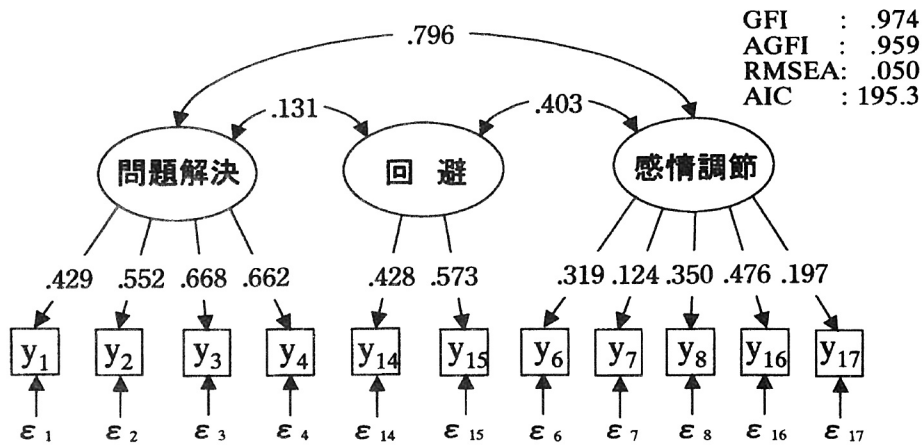 GFI : .974
AGFI : .959
RMSEA: .050
AIC : 195.3
.796
.131 .403
問題解決 回 避 感情調節
.429 .552 .668 .662 .428 .573 .319 .124 .350 .476 .197
y1 y2 y3 y4 y14 y15 y6 y7 y8 y16 y17
ε1 ε2 ε3 ε4 ε14 ε15 ε6 ε7 ε8 ε16 ε17